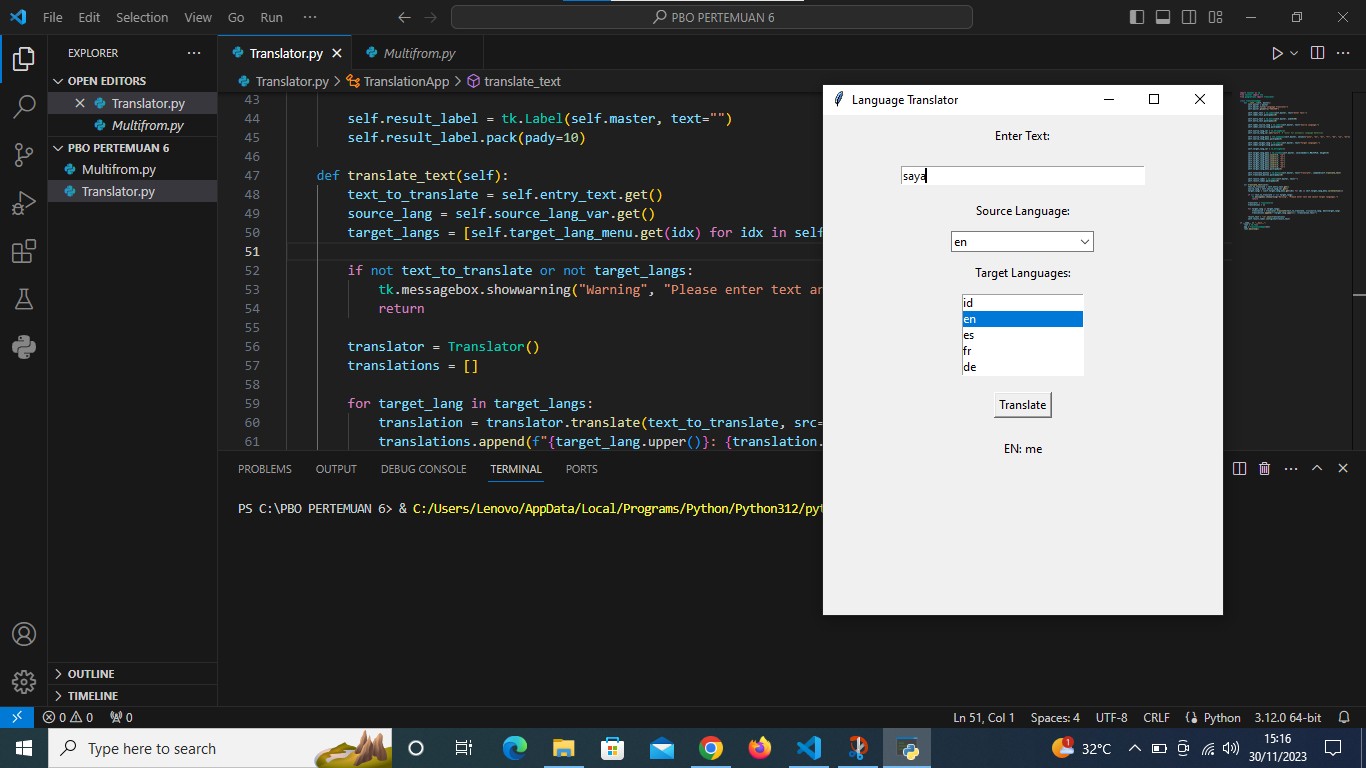 File Edit Selection View Go Run ··· PBO PERTEMUAN 6
EXPLORER
OPEN EDITORS
Translator.py
Multifrom.py
PBO PERTEMUAN 6
Multifrom.py
Translator.py
OUTLINE
TIMELINE
Translator.py Multifrom.py
Translator.py > TranslationApp > translate_text
43
44 self.result_label = tk.Label(self.master, text="")
45 self.result_label.pack(pady=10)
46
47 def translate_text(self):
48 text_to_translate = self.entry_text.get()
49 source_lang = self.source_lang_var.get()
50 target_langs = [self.target_lang_menu.get(idx) for idx in self
51
52 if not text_to_translate or not target_langs:
53 tk.messagebox.showwarning("Warning", "Please enter text an
54 return
55
56 translator = Translator()
57 translations = []
58
59 for target_lang in target_langs:
60 translation = translator.translate(text_to_translate, src=
61 translations.append(f"{target_lang.upper()}: {translation.
PROBLEMS OUTPUT DEBUG CONSOLE TERMINAL PORTS
PS C:\PBO PERTEMUAN 6> & C:/Users/Lenovo/AppData/Local/Programs/Python/Python312/pyt
Language Translator
Enter Text:
saya
Source Language:
en
Target Languages:
id
en
es
fr
de
Translate
EN: me
0 0 0 Ln 51, Col 1 Spaces: 4 UTF-8 CRLF Python 3.12.0 64-bit
Type here to search
1 32°C
15:16
30/11/2023